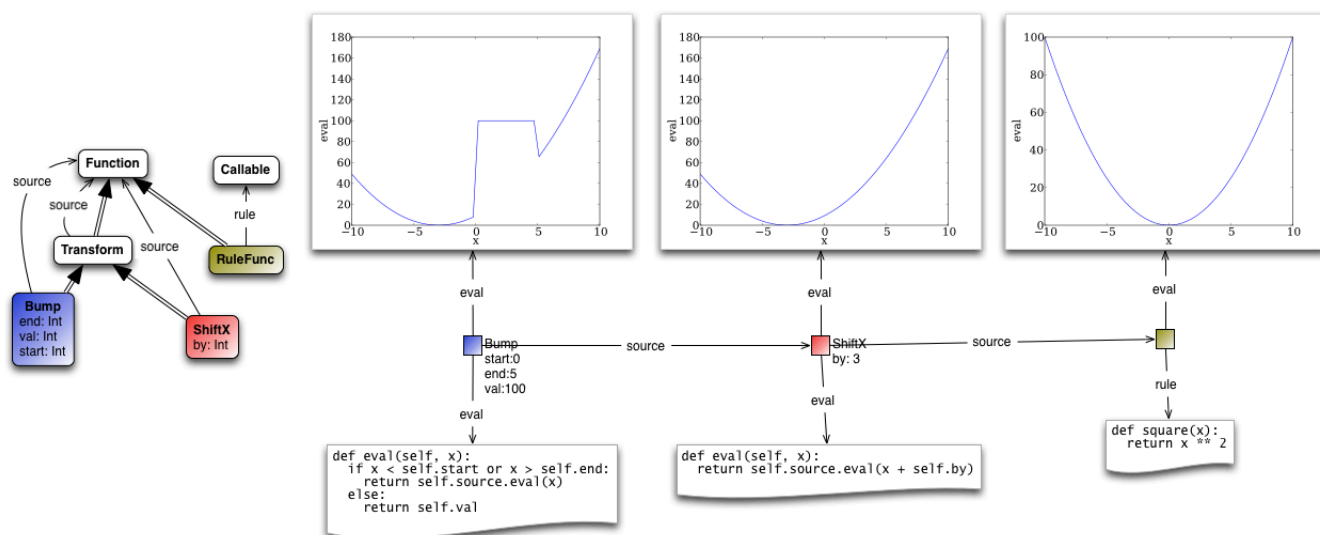 Function
Callable
source
source
source
rule
Transform
RuleFunc
Bump
end: Int
val: Int
start: Int
ShiftX
by: Int
180
160
140
120
100
80
60
40
20
0
eval
−10
−5
0
5
10
x
180
160
140
120
100
80
60
40
20
0
eval
−10
−5
0
5
10
x
100
80
60
40
20
0
eval
−10
−5
0
5
10
x
eval
eval
eval
Bump
start:0
end:5
val:100
source
ShiftX
by: 3
source
eval
eval
rule
def eval(self, x):
  if x < self.start or x > self.end:
    return self.source.eval(x)
  else:
    return self.val
def eval(self, x):
  return self.source.eval(x + self.by)
def square(x):
  return x ** 2